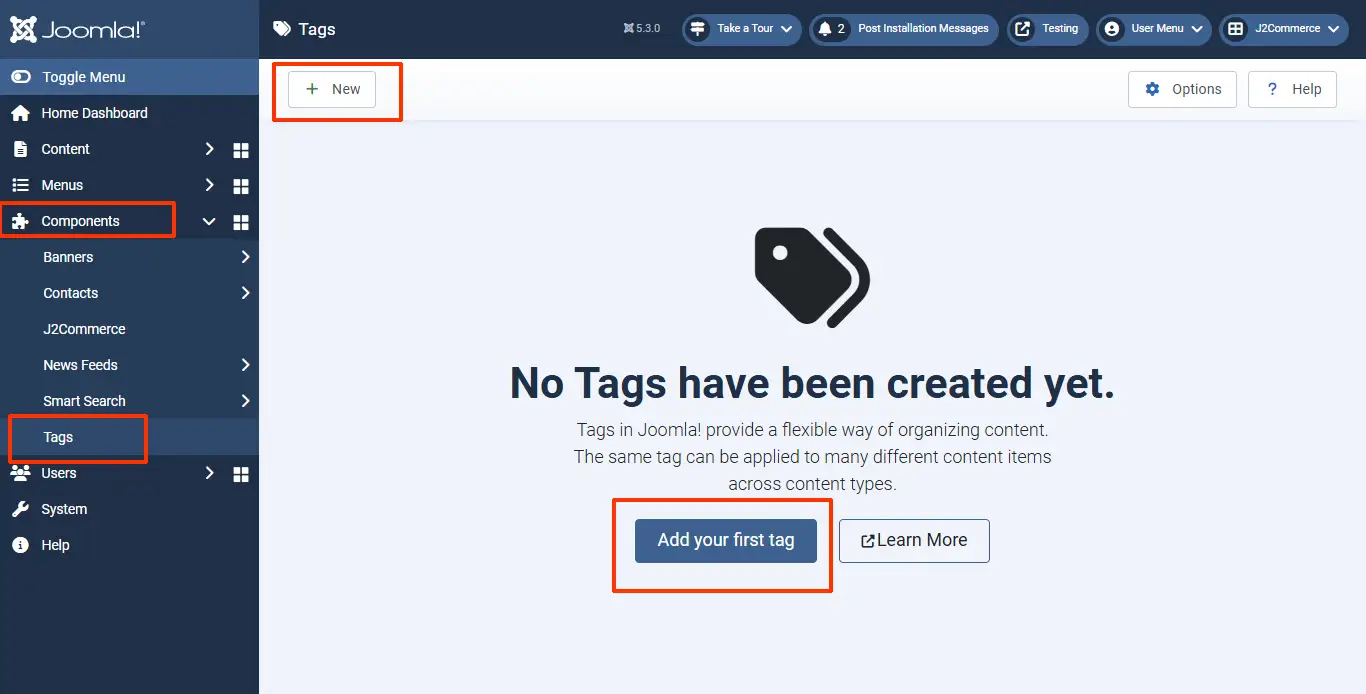 Joomla!®
Tags
5.3.0
Take a Tour
2
Post Installation Messages
Testing
User Menu
J2Commerce
Toggle Menu
Home Dashboard
Content
Menus
Components
Banners
Contacts
J2Commerce
News Feeds
Smart Search
Tags
Users
System
Help
+ New
Options
? Help
No Tags have been created yet.
Tags in Joomla! provide a flexible way of organizing content.
The same tag can be applied to many different content items
across content types.
Add your first tag
Learn More